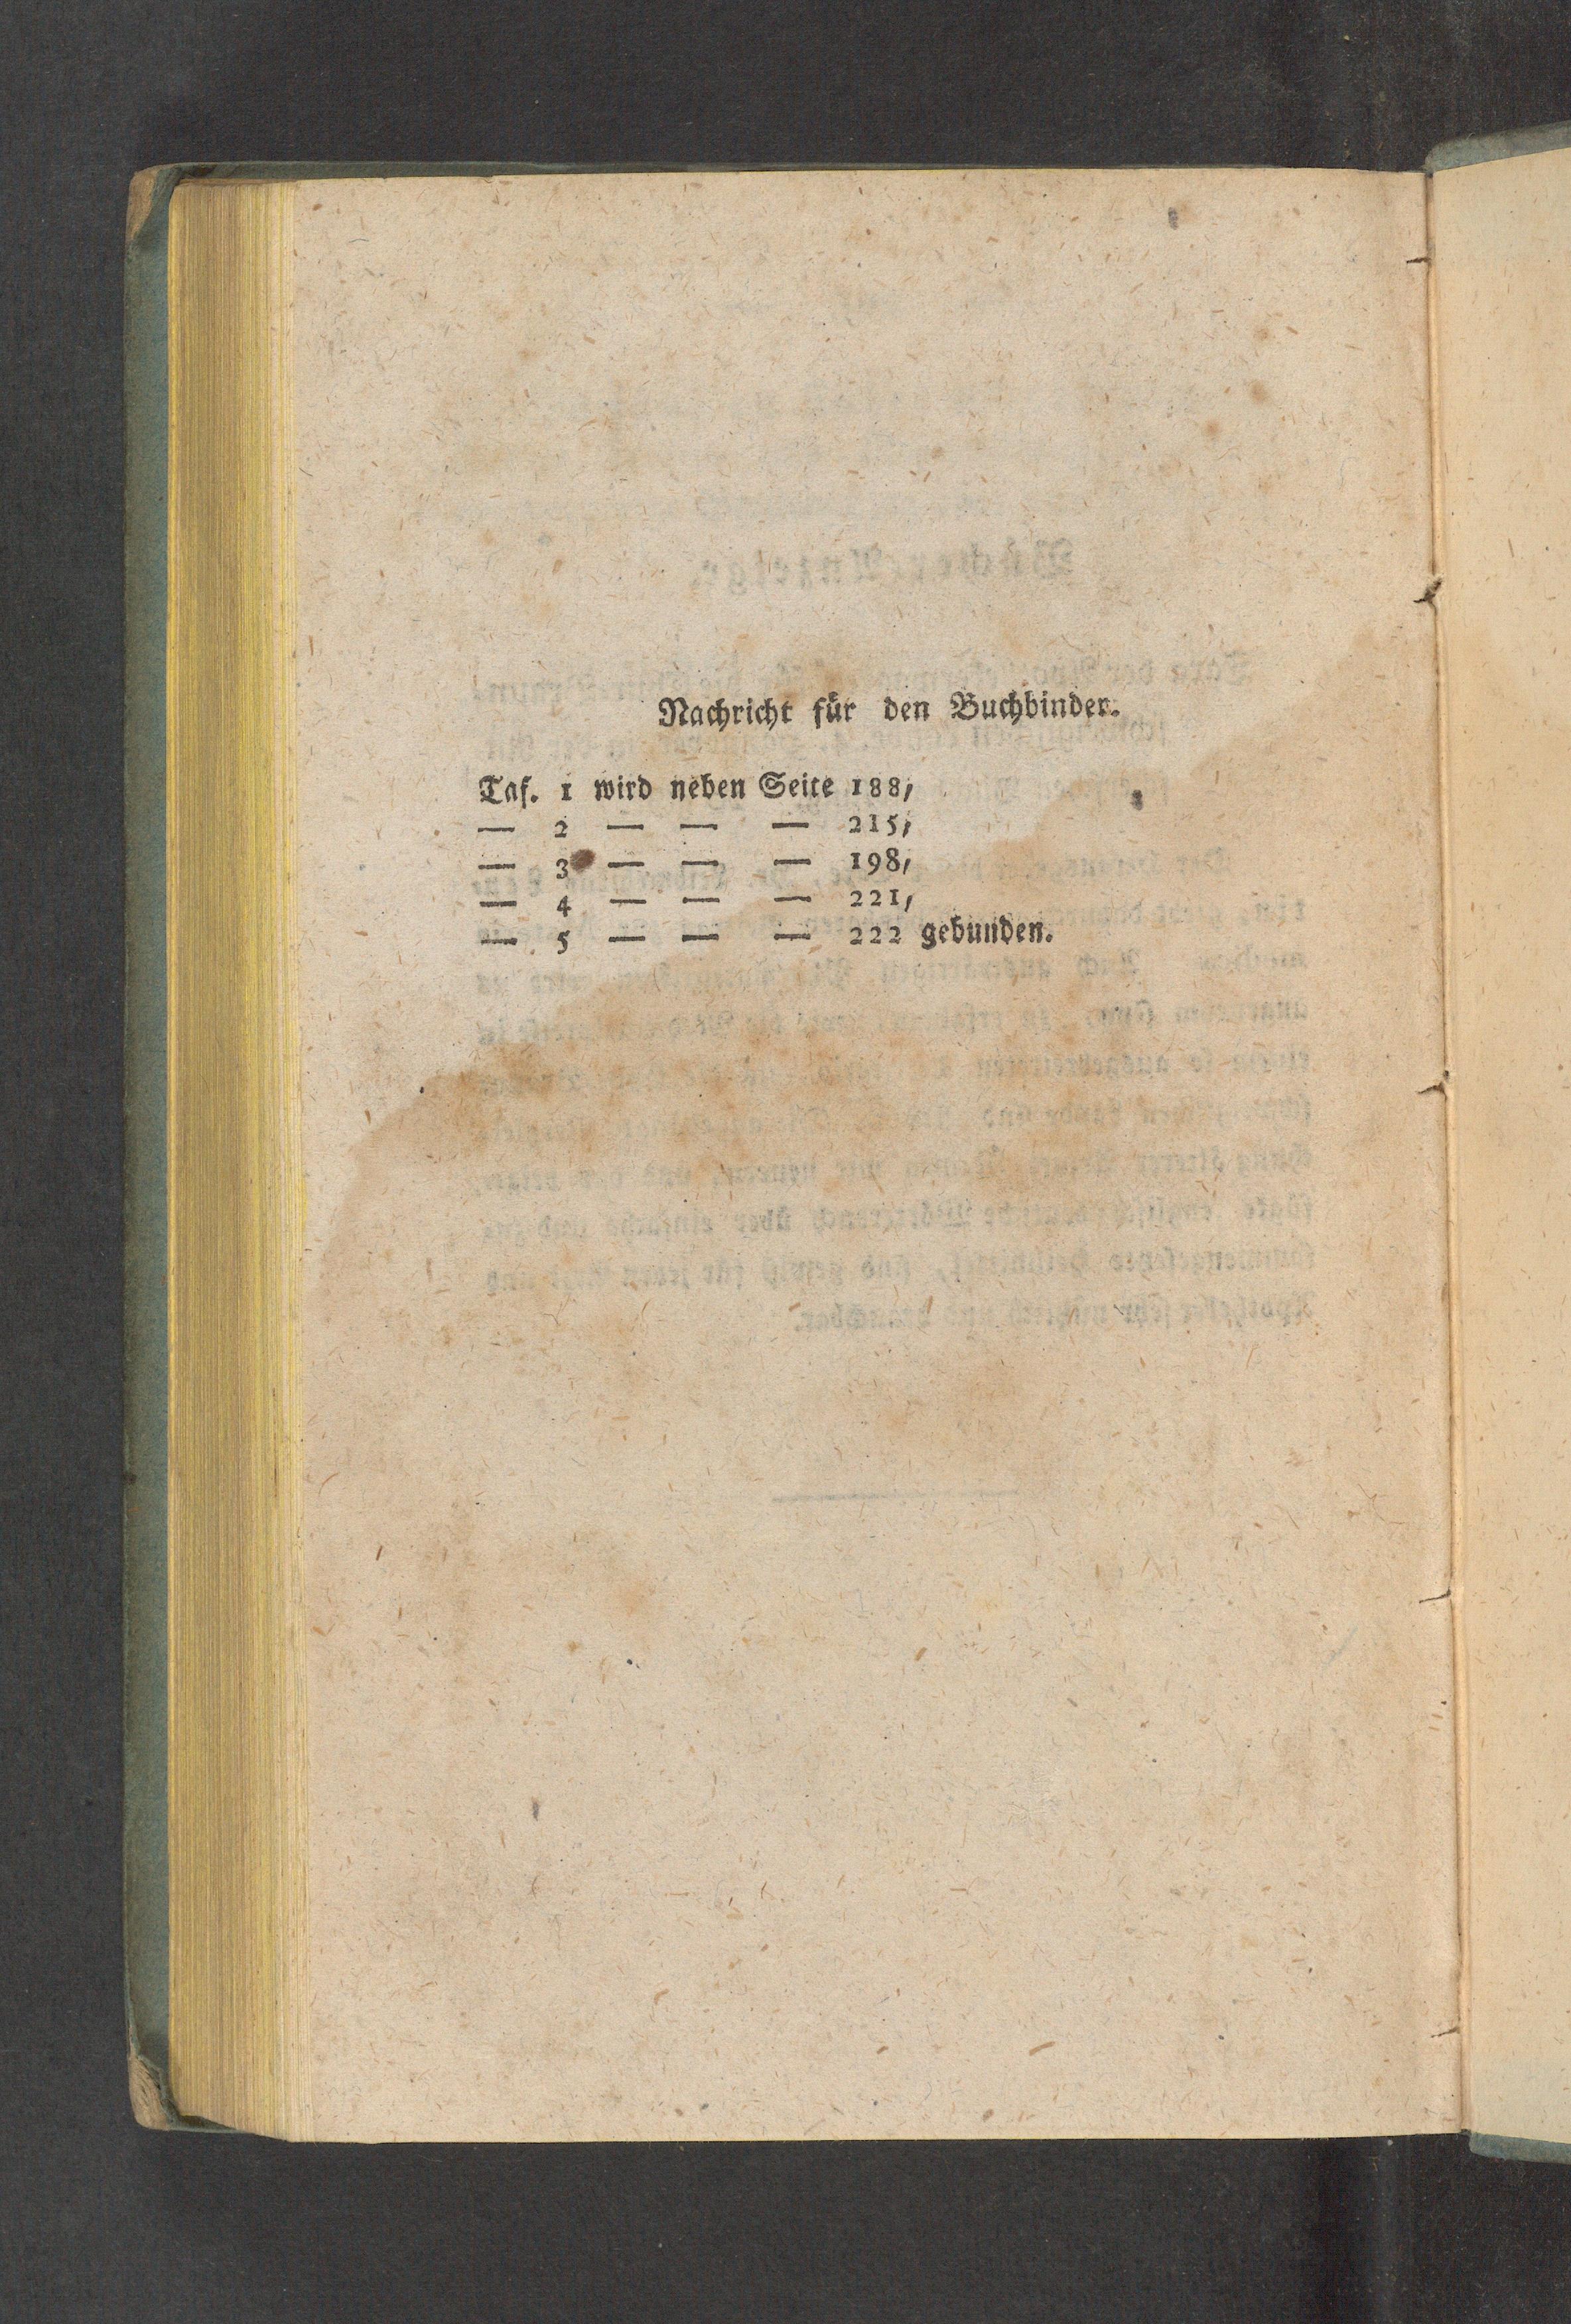 Nachricht für den Buchbinder.
Taf. 1 wird neben Seite 188,
— 2 — — — 215,
— 3 — — — 198,
— 4 — — — 221,
— 5 — — — 222 gebunden.